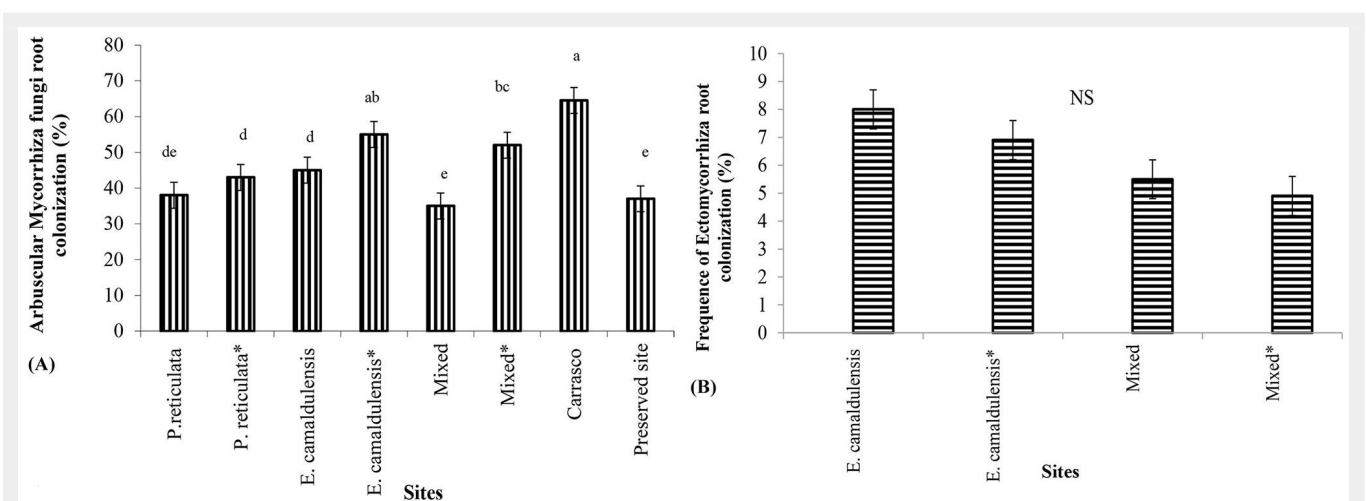 Arbuscular Mycorrhiza fungi root
colonization (%)
80
70
60
50
40
30
20
10
0
de
d
d
ab
e
bc
a
e
P.reticulata
P. reticulata*
E. camaldulensis
E. camaldulensis*
Mixed
Mixed*
Carrasco
Preserved site
Sites
(A)
Frequence of Ectomycorrhiza root
colonization (%)
10
9
8
7
6
5
4
3
2
1
0
NS
E. camaldulensis
E. camaldulensis*
Mixed
Mixed*
Sites
(B)